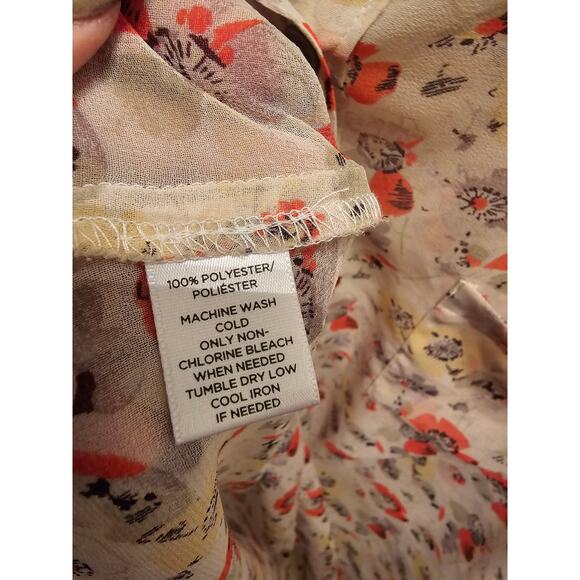 100% POLYESTER/
POLIÉSTER
MACHINE WASH
COLD
ONLY NON-
CHLORINE BLEACH
WHEN NEEDED
TUMBLE DRY LOW
COOL IRON
IF NEEDED